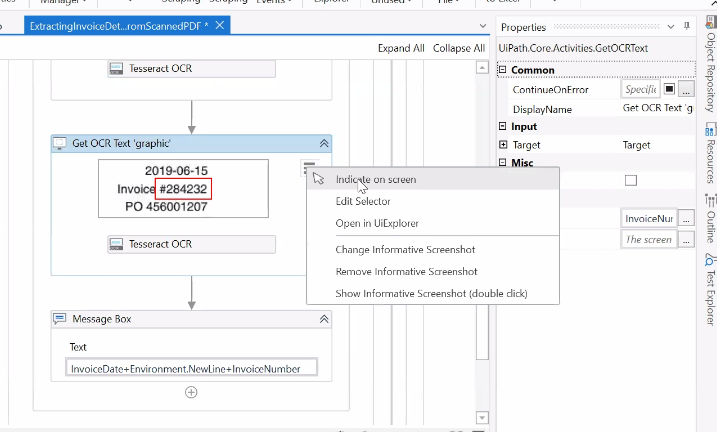 Manager
Scraping
Scraping
Events
Explorer
Unused
File
to Excel
ExtractingInvoiceDet...romScannedPDF * ×
Expand All Collapse All
Tesseract OCR
Get OCR Text 'graphic'
2019-06-15
Invoice #284232
PO 456001207
Tesseract OCR
Indicate on screen
Edit Selector
Open in UiExplorer
Change Informative Screenshot
Remove Informative Screenshot
Show Informative Screenshot (double click)
Message Box
Text
InvoiceDate+Environment.NewLine+InvoiceNumber
Properties
UiPath.Core.Activities.GetOCRText
Common
ContinueOnError Specific ...
DisplayName Get OCR Text 'g
Input
Target Target
Misc
InvoiceNur ...
The screen ...
Object Repository
Resources
Outline
Test Explorer